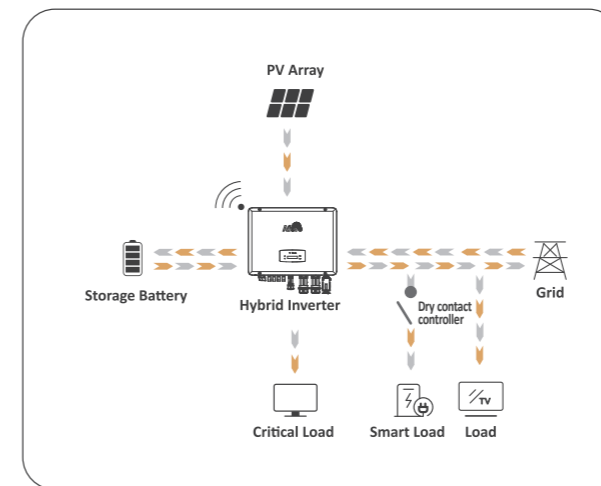 PV Array
Storage Battery
Hybrid Inverter
Dry contact
controller
Grid
Critical Load
Smart Load
Load
TV